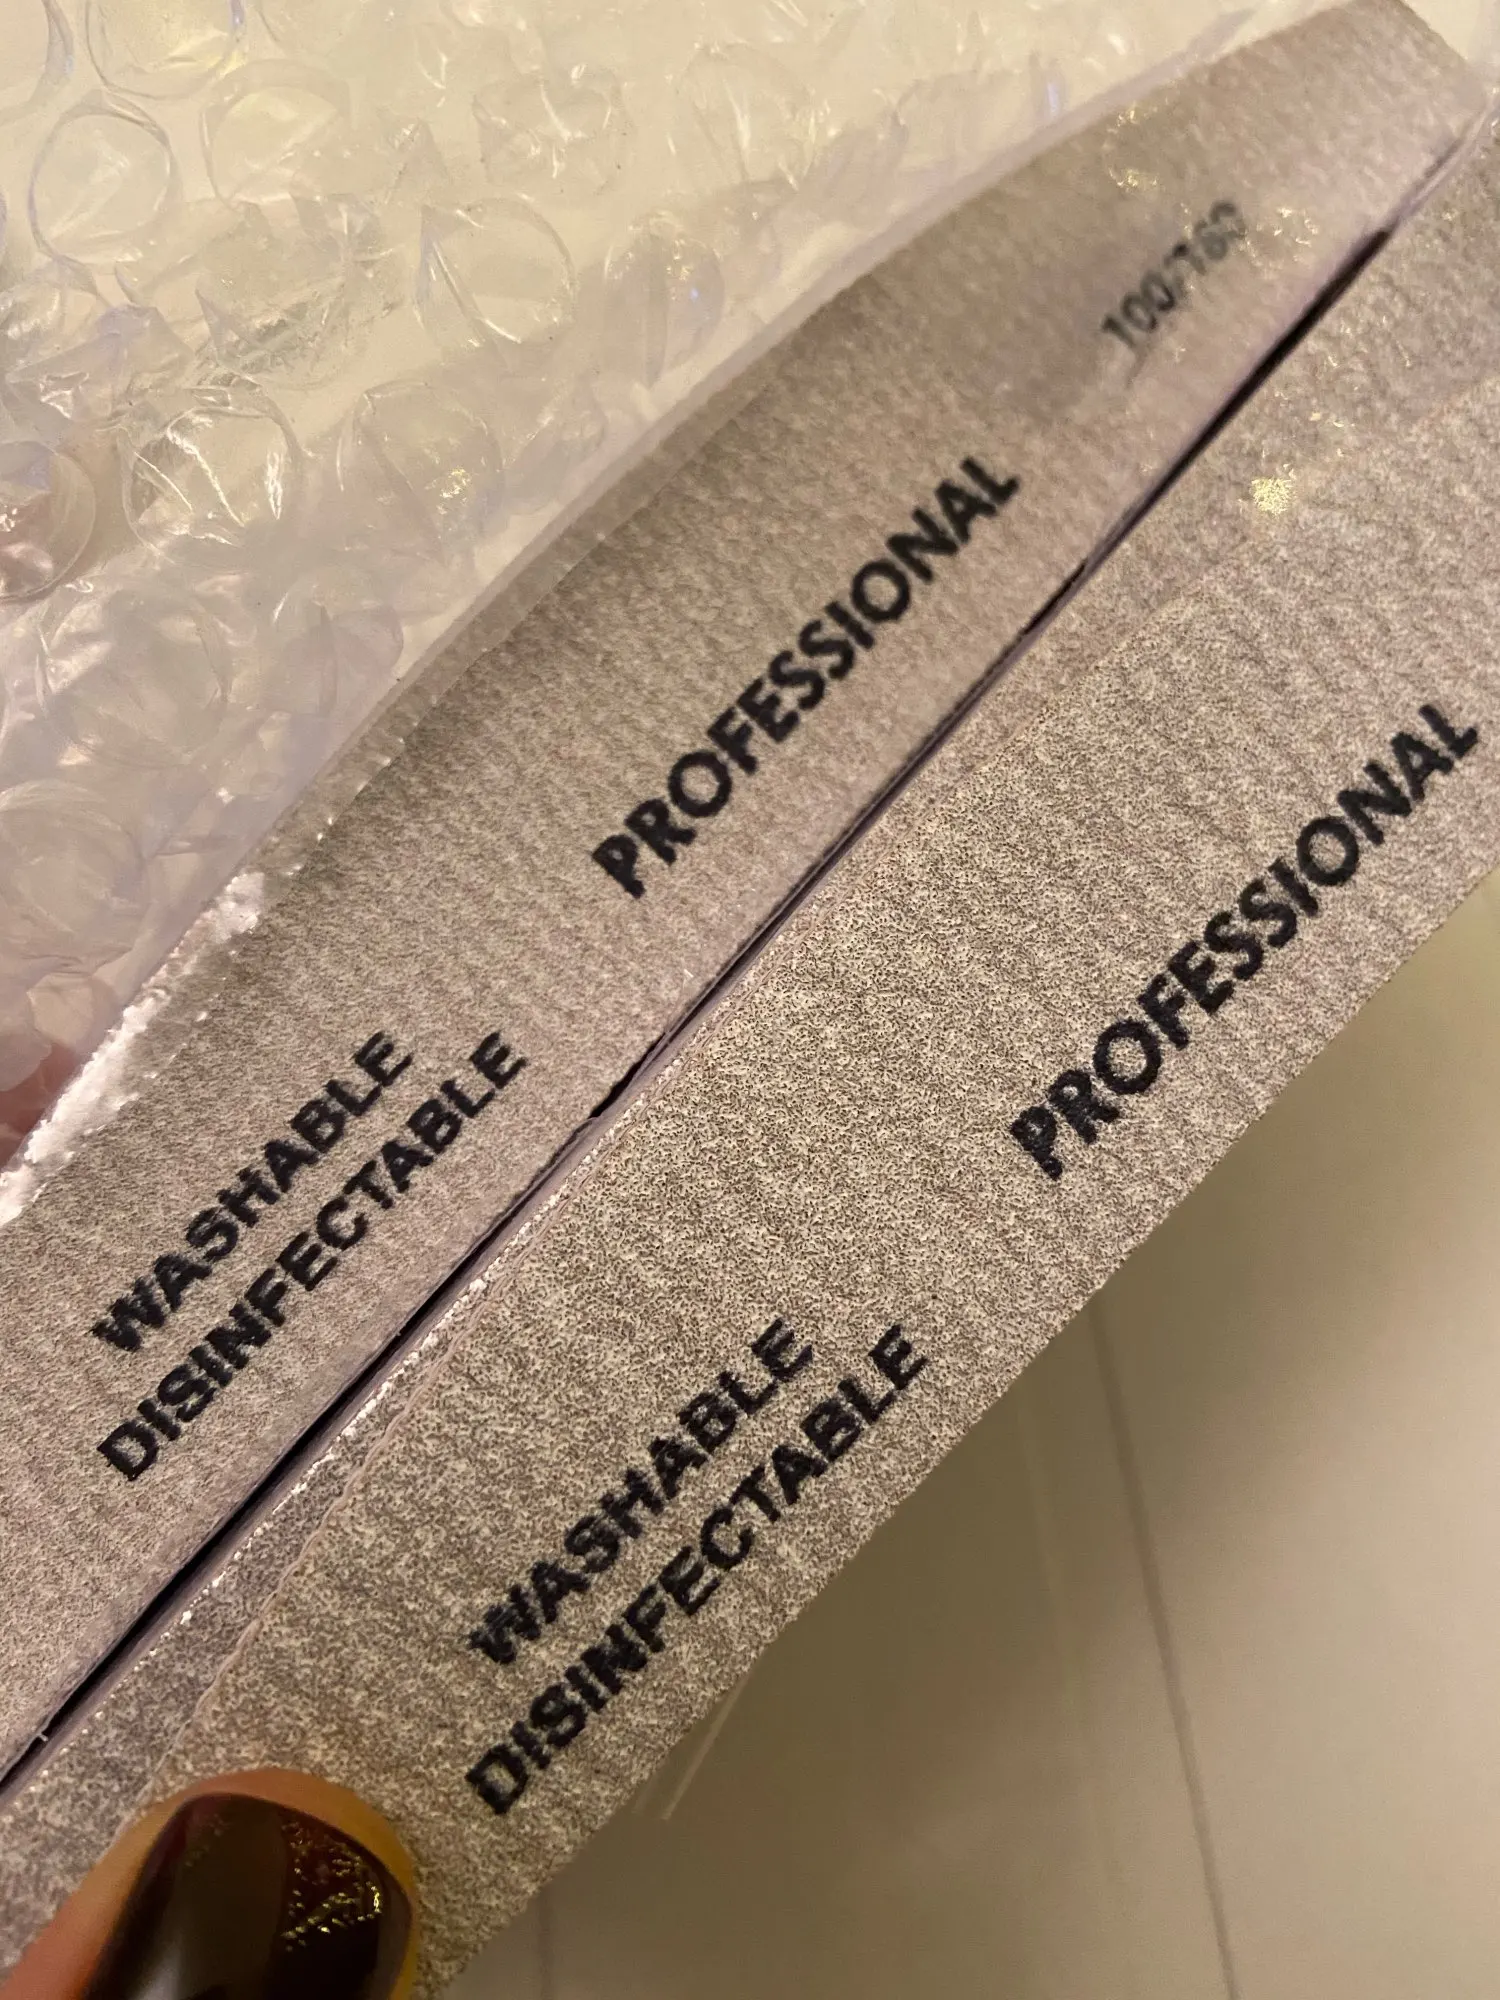 100/180
PROFESSIONAL
WASHABLE
DISINFECTABLE
PROFESSIONAL
WASHABLE
DISINFECTABLE